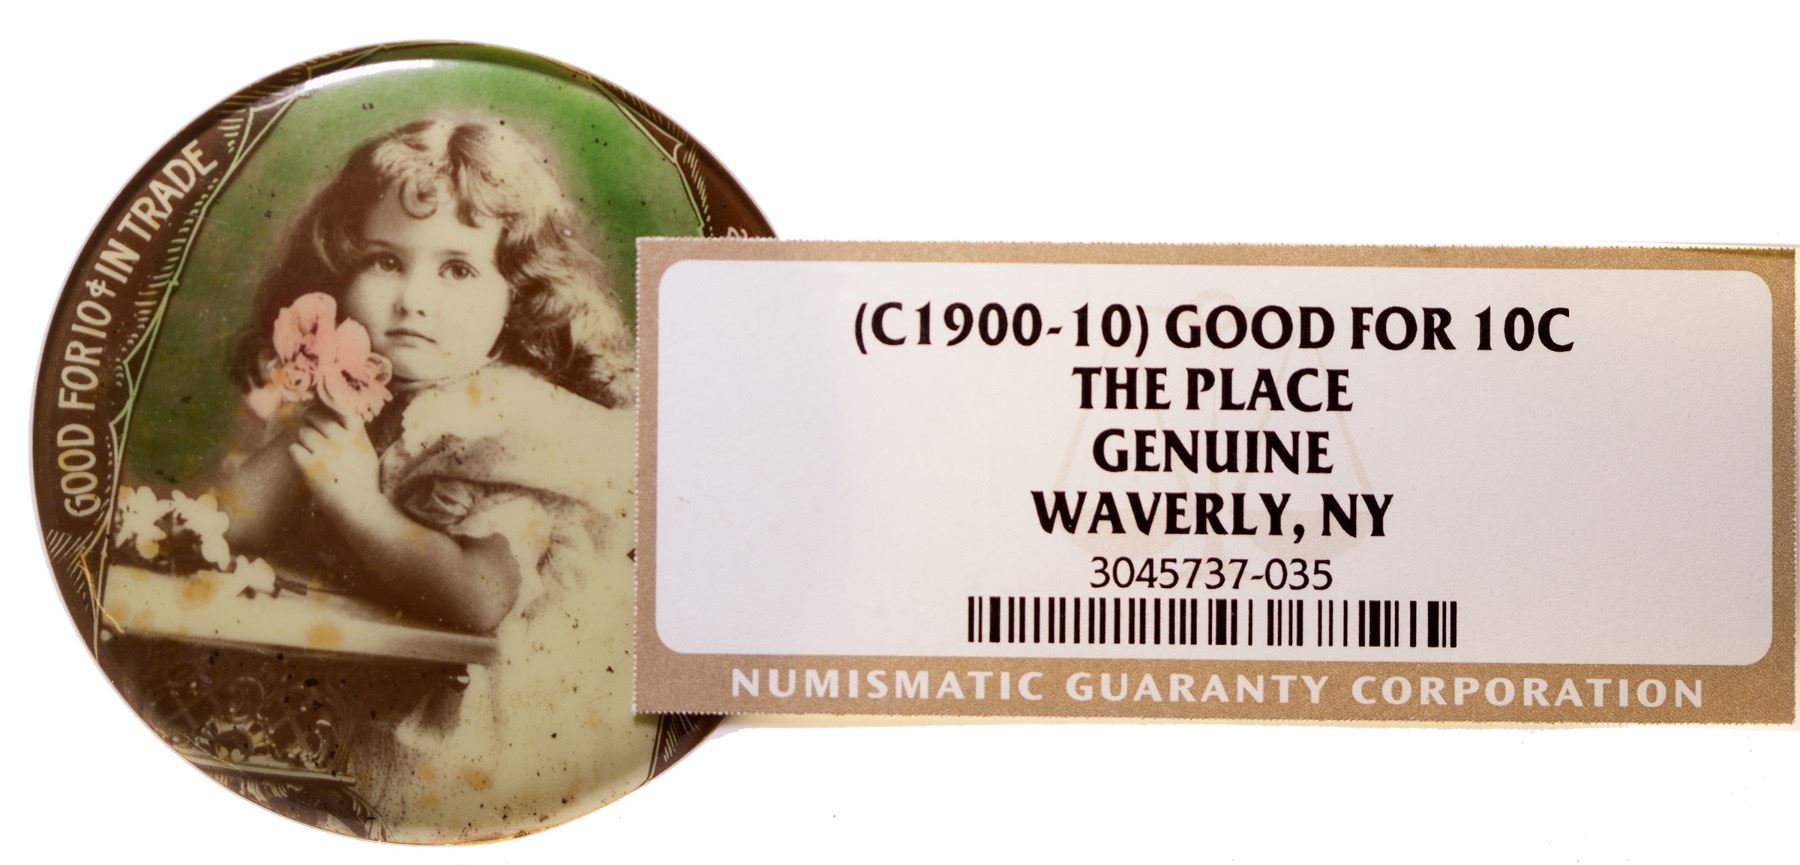 GOOD FOR 10¢ IN TRADE
(C1900-10) GOOD FOR 10C
THE PLACE
GENUINE
WAVERLY, NY
3045737-035
NUMISMATIC GUARANTY CORPORATION